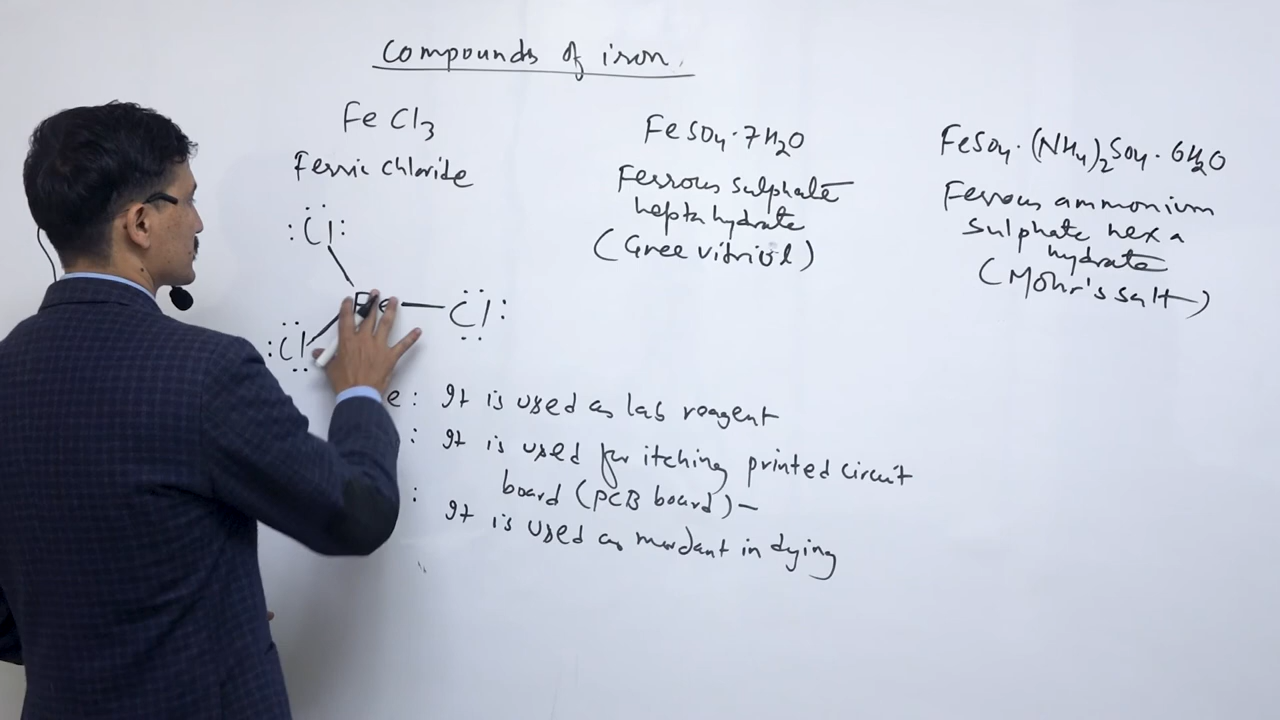 Compounds of iron.
FeCl3
Ferric chloride
FeSO4·7H2O
Ferrous sulphate
hepta hydrate
(Gree vitriol)
FeSO4·(NH4)2SO4·6H2O
Ferrous ammonium
sulphate hexa
hydrate
(Mohr's salt)
:Cl:
Fe — Cl:
:Cl
e: It is used as lab reagent
: It is used for itching printed circuit
board (PCB board) –
: It is used as mordant in dying